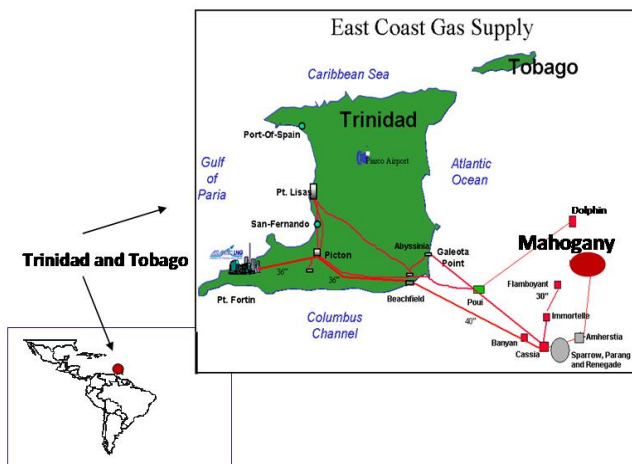 East Coast Gas Supply
Tobago
Caribbean Sea
Trinidad
Port-Of-Spain
Piarco Airport
Gulf
of
Paria
Atlantic
Ocean
Pt. Lisas
Dolphin
San-Fernando
Mahogany
Trinidad and Tobago
Abyssinia
Galeota
Point
Picton
36"
36"
Flamboyant
30"
Poui
Pt. Fortin
Beachfield
Columbus
Channel
40"
Immortelle
Banyan
Amherstia
Cassia
Sparrow, Parang
and Renegade